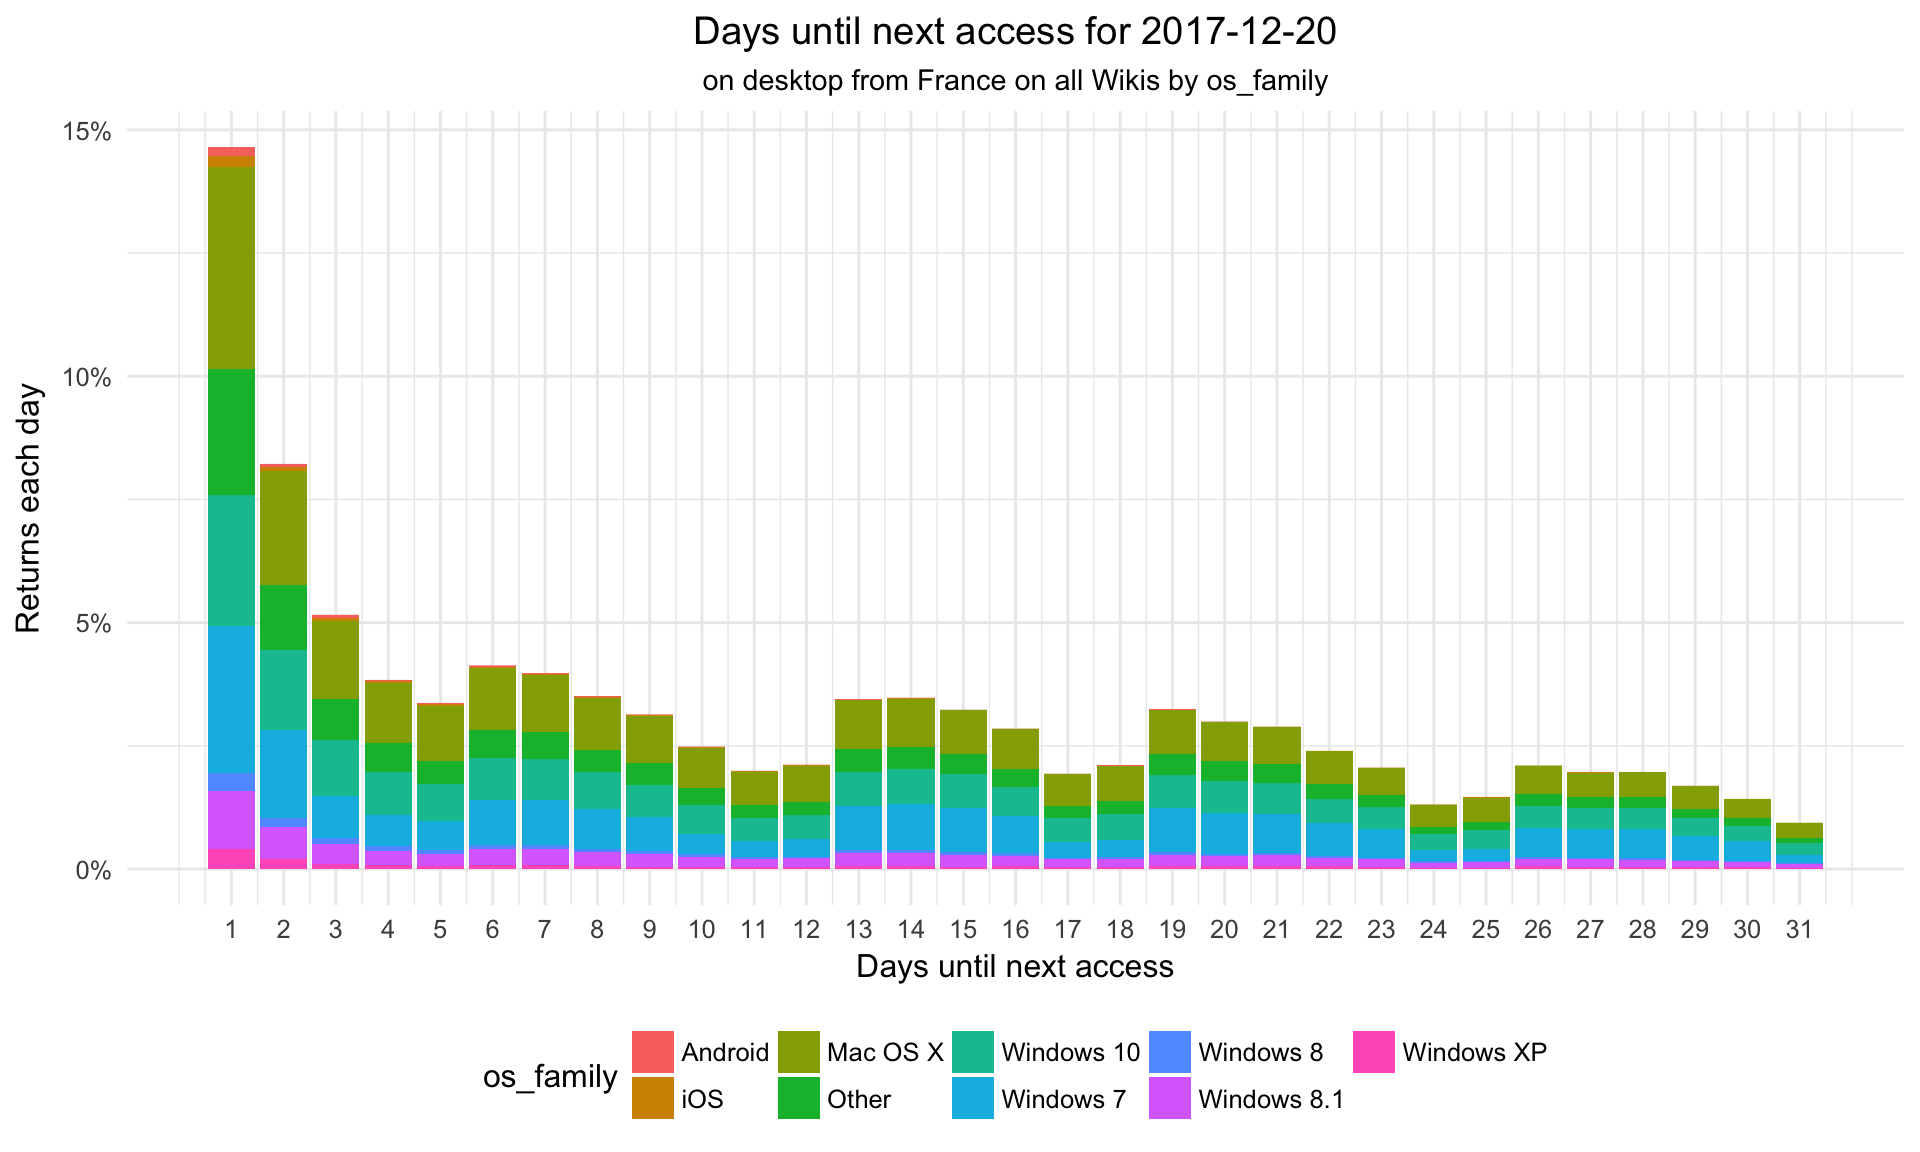 Days until next access for 2017-12-20
on desktop from France on all Wikis by os_family
15%
10%
5%
0%
Returns each day
1 2 3 4 5 6 7 8 9 10 11 12 13 14 15 16 17 18 19 20 21 22 23 24 25 26 27 28 29 30 31
Days until next access
os_family
Android Mac OS X Windows 10 Windows 8 Windows XP
iOS Other Windows 7 Windows 8.1